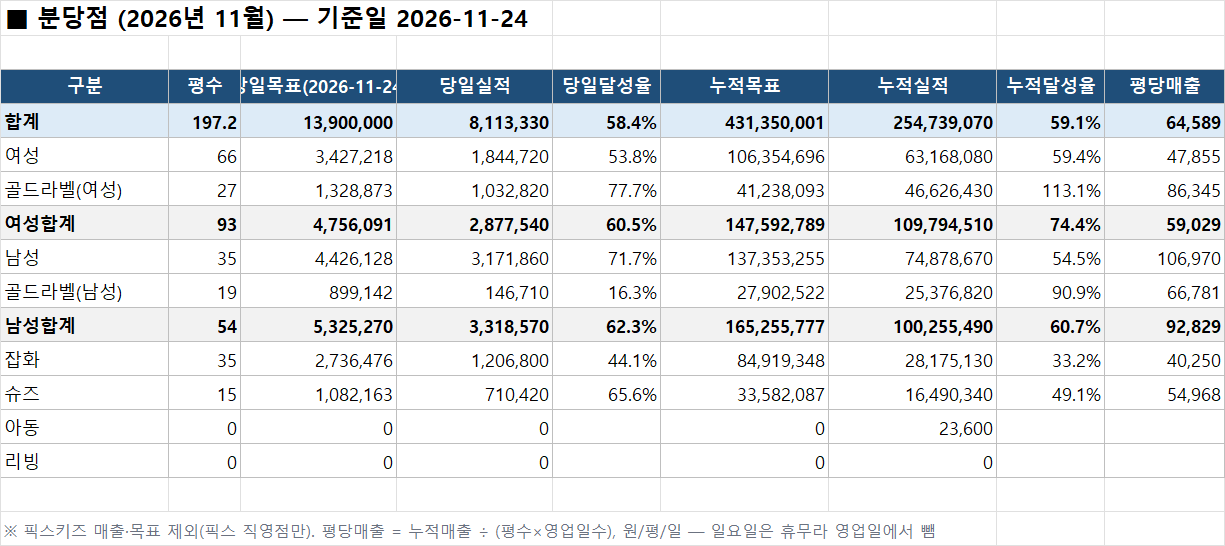 ■ 분당점 (2026년 11월) — 기준일 2026-11-24
구분 평수 당일목표(2026-11-24 당일실적 당일달성율 누적목표 누적실적 누적달성율 평당매출
합계 197.2 13,900,000 8,113,330 58.4% 431,350,001 254,739,070 59.1% 64,589
여성 66 3,427,218 1,844,720 53.8% 106,354,696 63,168,080 59.4% 47,855
골드라벨(여성) 27 1,328,873 1,032,820 77.7% 41,238,093 46,626,430 113.1% 86,345
여성합계 93 4,756,091 2,877,540 60.5% 147,592,789 109,794,510 74.4% 59,029
남성 35 4,426,128 3,171,860 71.7% 137,353,255 74,878,670 54.5% 106,970
골드라벨(남성) 19 899,142 146,710 16.3% 27,902,522 25,376,820 90.9% 66,781
남성합계 54 5,325,270 3,318,570 62.3% 165,255,777 100,255,490 60.7% 92,829
잡화 35 2,736,476 1,206,800 44.1% 84,919,348 28,175,130 33.2% 40,250
슈즈 15 1,082,163 710,420 65.6% 33,582,087 16,490,340 49.1% 54,968
아동 0 0 0 0 23,600
리빙 0 0 0 0 0
※ 픽스키즈 매출·목표 제외(픽스 직영점만). 평당매출 = 누적매출 ÷ (평수×영업일수), 원/평/일 — 일요일은 휴무라 영업일에서 뺌